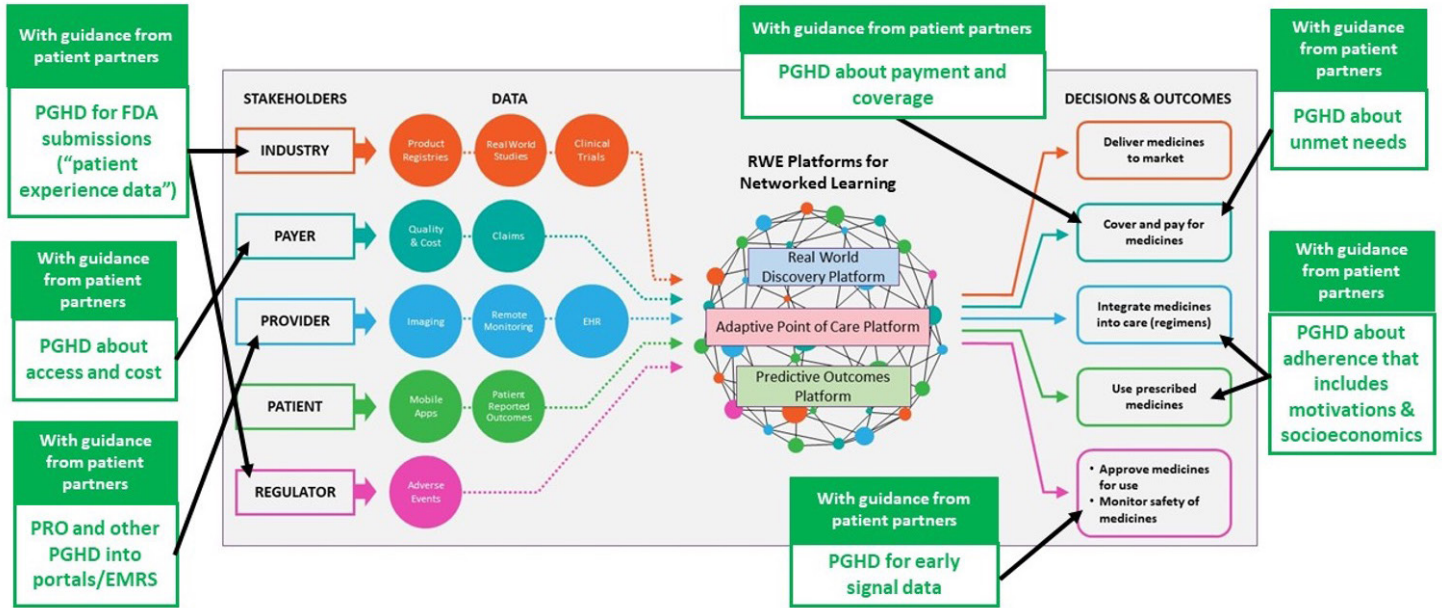 With guidance from
patient partners
PGHD for FDA
submissions
(“patient
experience data”)
With guidance
from patient
partners
PGHD about
access and cost
With guidance
from patient
partners
PRO and other
PGHD into
portals/EMRS
STAKEHOLDERS
INDUSTRY
PAYER
PROVIDER
PATIENT
REGULATOR
DATA
Product
Registries
Real World
Studies
Clinical
Trials
Quality
& Cost
Claims
Imaging
Remote
Monitoring
EHR
Mobile
Apps
Patient
Reported
Outcomes
Adverse
Events
RWE Platforms for
Networked Learning
Real World
Discovery Platform
Adaptive Point of Care Platform
Predictive Outcomes
Platform
With guidance from patient partners
PGHD about payment and
coverage
With guidance from
patient partners
PGHD for early
signal data
DECISIONS & OUTCOMES
Deliver medicines
to market
Cover and pay for
medicines
Integrate medicines
into care (regimens)
Use prescribed
medicines
• Approve medicines
for use
• Monitor safety of
medicines
With guidance
from patient
partners
PGHD about
unmet needs
With guidance
from patient
partners
PGHD about
adherence that
includes
motivations &
socioeconomics